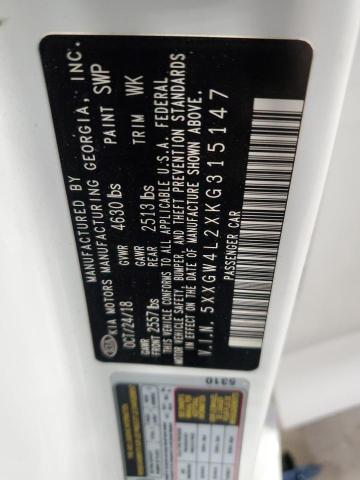 MANUFACTURED BY
KIA KIA MOTORS MANUFACTURING GEORGIA, INC.
OCT/24/18 GVWR 4630 lbs PAINT SWP
GAWR FRONT 2557 lbs GAWR REAR 2513 lbs TRIM WK
THIS VEHICLE CONFORMS TO ALL APPLICABLE U.S.A. FEDERAL
MOTOR VEHICLE SAFETY, BUMPER, AND THEFT PREVENTION STANDARDS
IN EFFECT ON THE DATE OF MANUFACTURE SHOWN ABOVE.
V.I.N. 5XXGW4L2XKG315147
PASSENGER CAR
5310